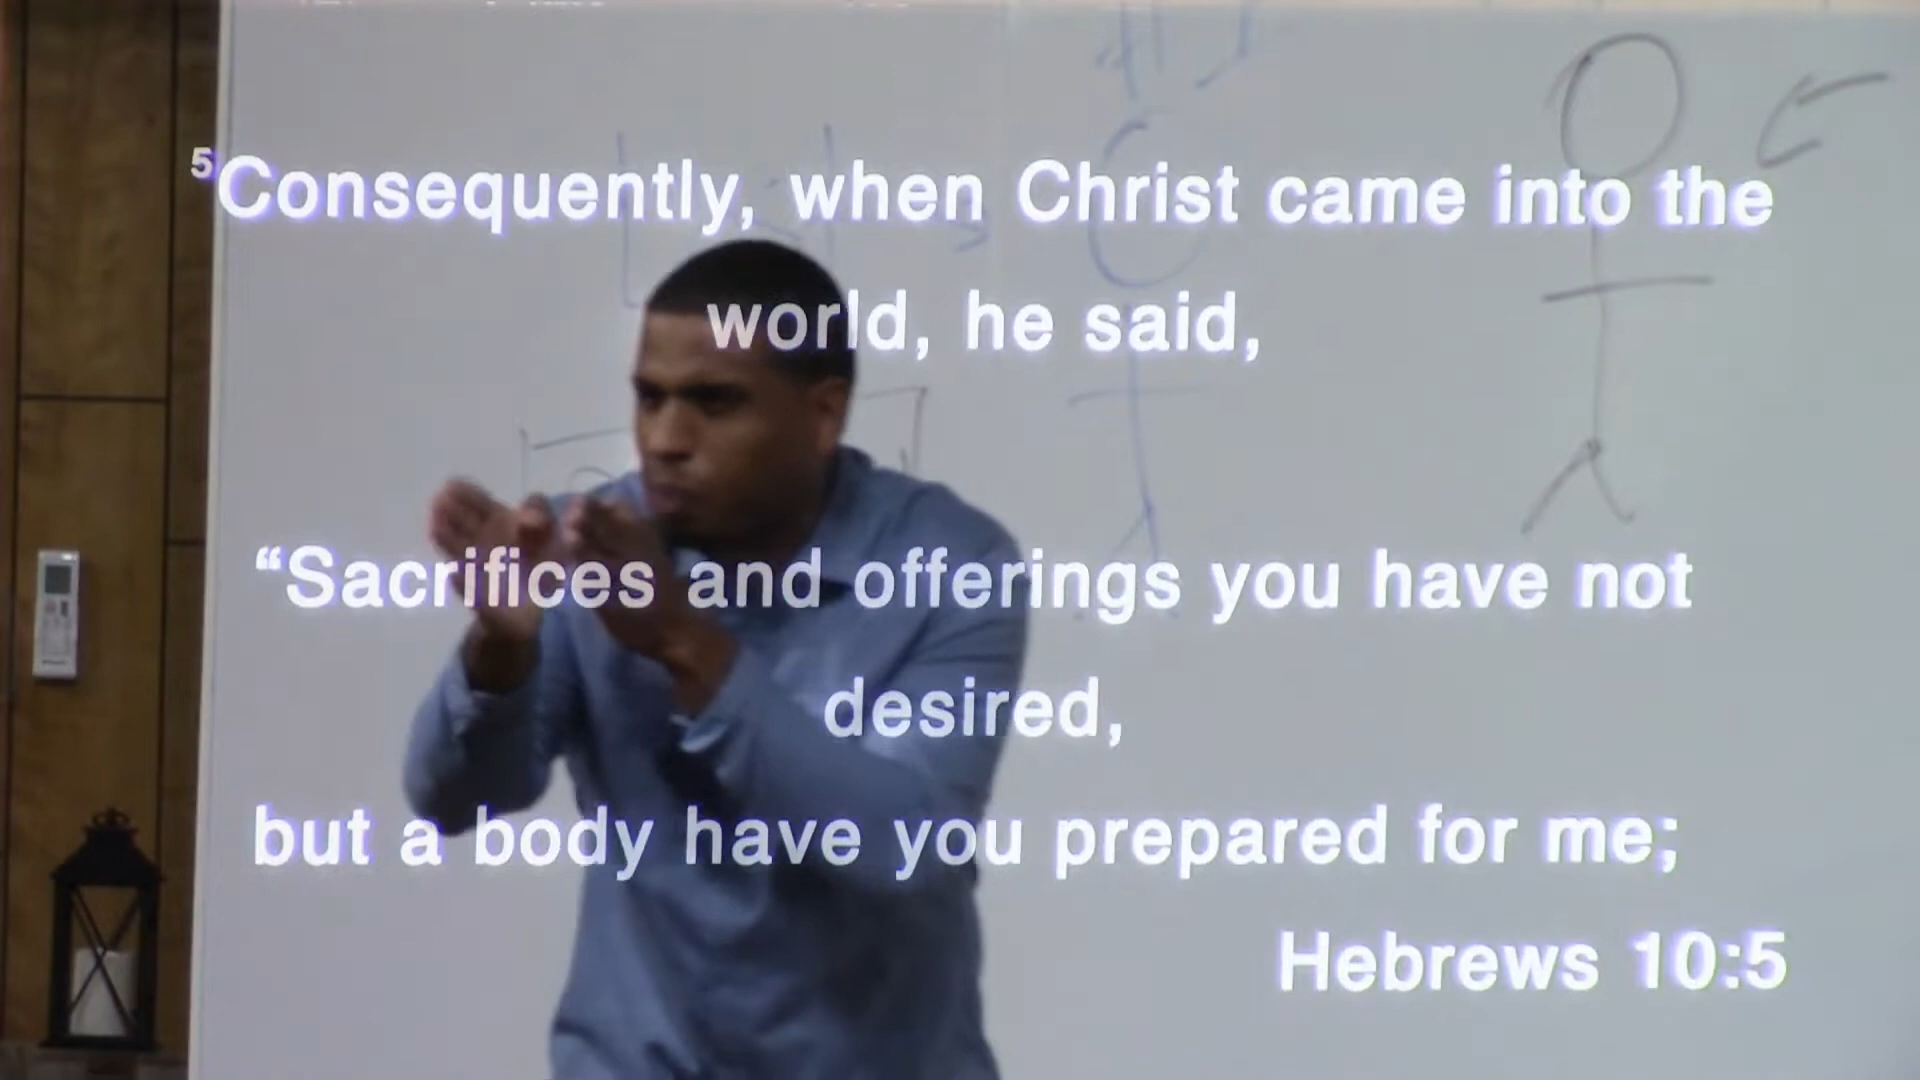 ⁵Consequently, when Christ came into the
world, he said,
“Sacrifices and offerings you have not
desired,
but a body have you prepared for me;
Hebrews 10:5